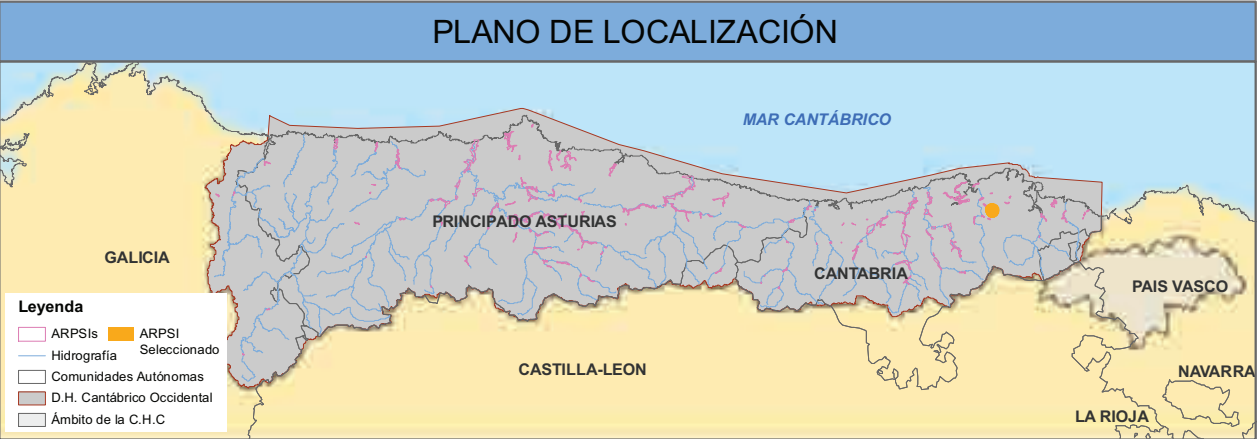 PLANO DE LOCALIZACIÓN
MAR CANTÁBRICO
PRINCIPADO ASTURIAS
GALICIA
CANTABRIA
PAIS VASCO
CASTILLA-LEON
NAVARRA
LA RIOJA
Leyenda
ARPSIs
ARPSI
Seleccionado
Hidrografía
Comunidades Autónomas
D.H. Cantábrico Occidental
Ámbito de la C.H.C